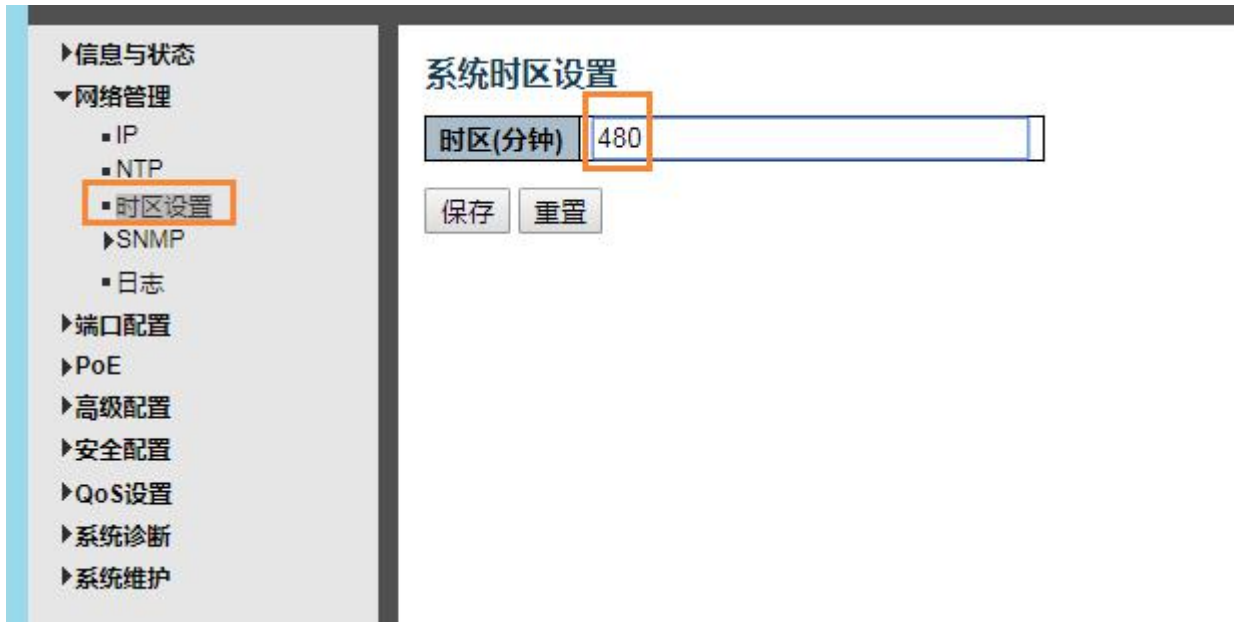 信息与状态
网络管理
IP
NTP
时区设置
SNMP
日志
端口配置
PoE
高级配置
安全配置
QoS设置
系统诊断
系统维护
系统时区设置
时区(分钟) 480
保存 重置